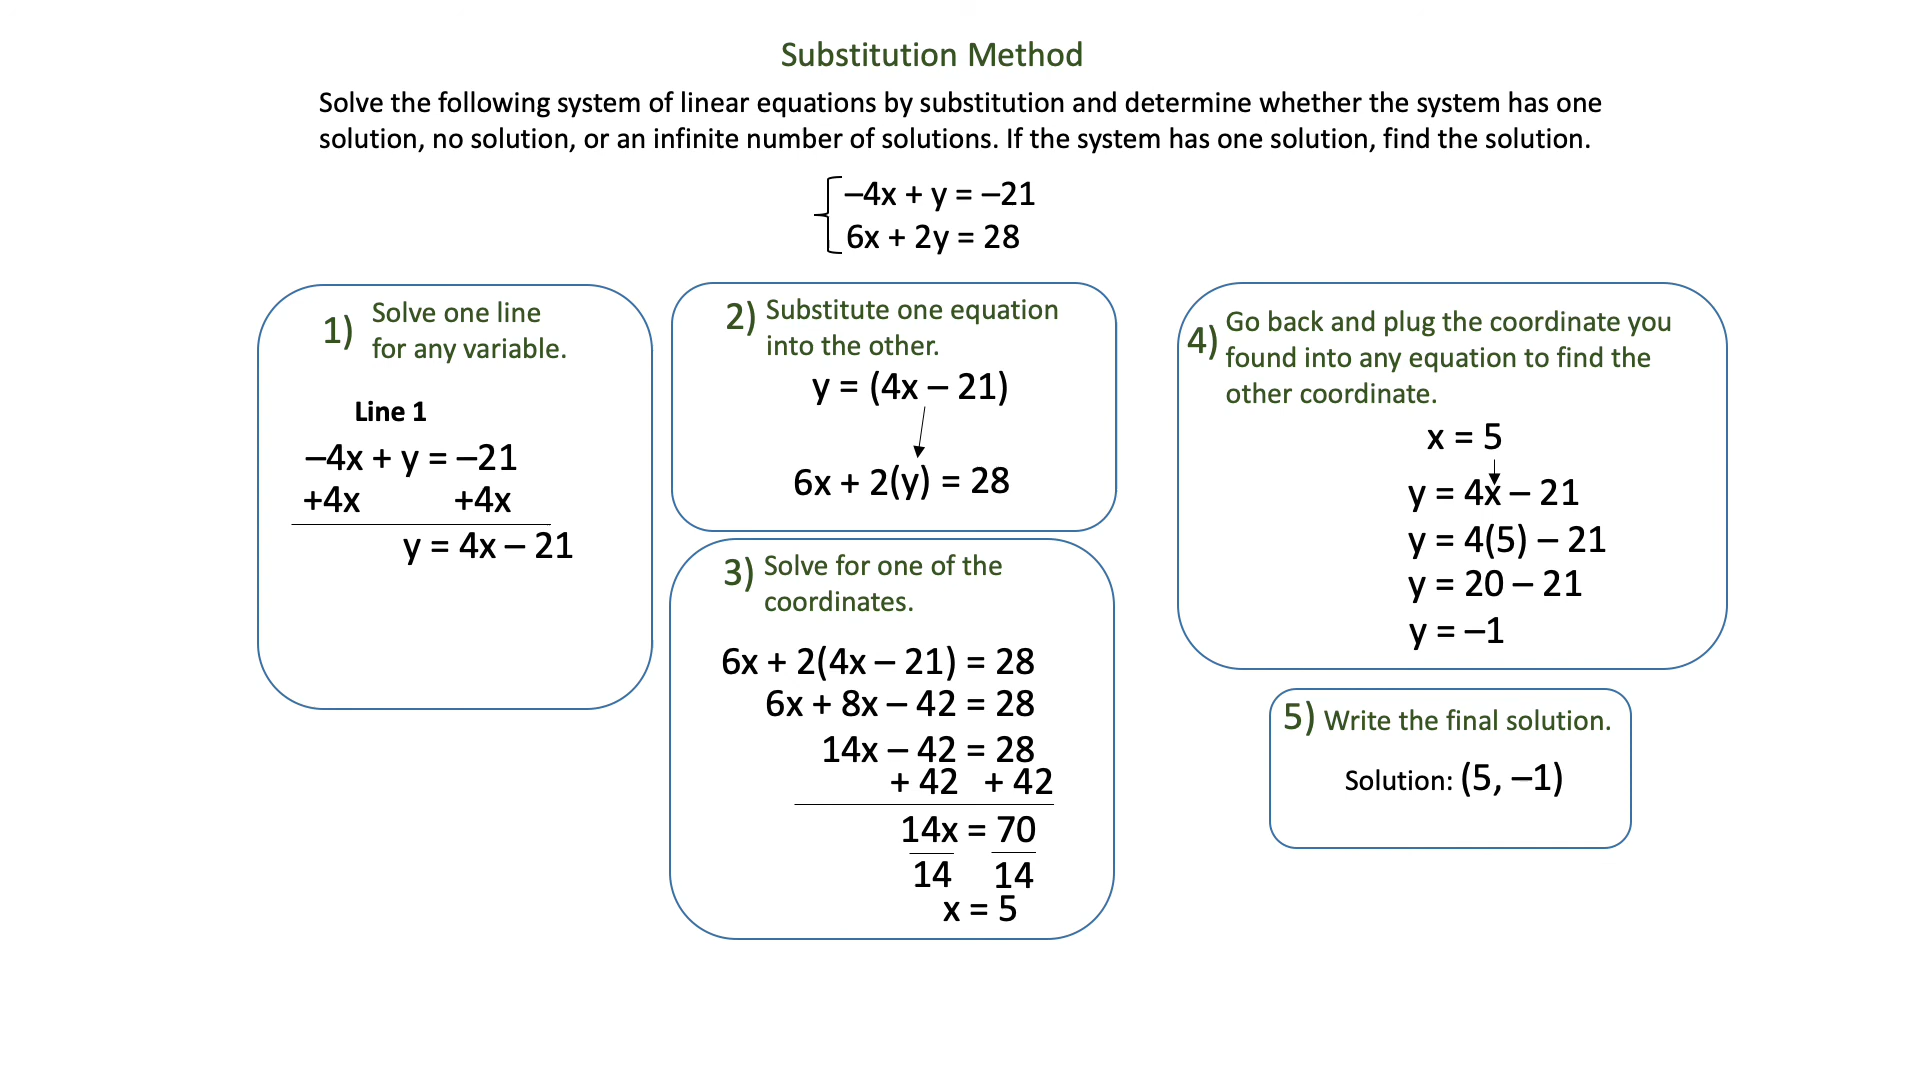 Substitution Method
Solve the following system of linear equations by substitution and determine whether the system has one
solution, no solution, or an infinite number of solutions. If the system has one solution, find the solution.
–4x + y = –21
6x + 2y = 28
1) Solve one line
for any variable.
Line 1
–4x + y = –21
+4x +4x
y = 4x – 21
2) Substitute one equation
into the other.
y = (4x – 21)
6x + 2(y) = 28
3) Solve for one of the
coordinates.
6x + 2(4x – 21) = 28
6x + 8x – 42 = 28
14x – 42 = 28
+ 42 + 42
14x = 70
14 14
x = 5
4) Go back and plug the coordinate you
found into any equation to find the
other coordinate.
x = 5
y = 4x – 21
y = 4(5) – 21
y = 20 – 21
y = –1
5) Write the final solution.
Solution: (5, –1)